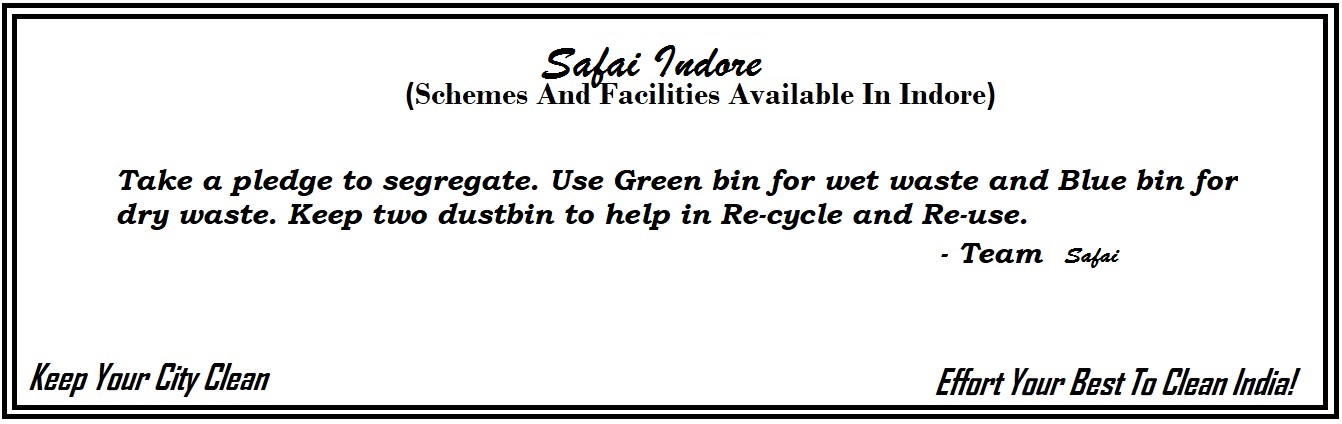 Safai Indore
(Schemes And Facilities Available In Indore)
Take a pledge to segregate. Use Green bin for wet waste and Blue bin for
dry waste. Keep two dustbin to help in Re-cycle and Re-use.
- Team Safai
Keep Your City Clean
Effort Your Best To Clean India!